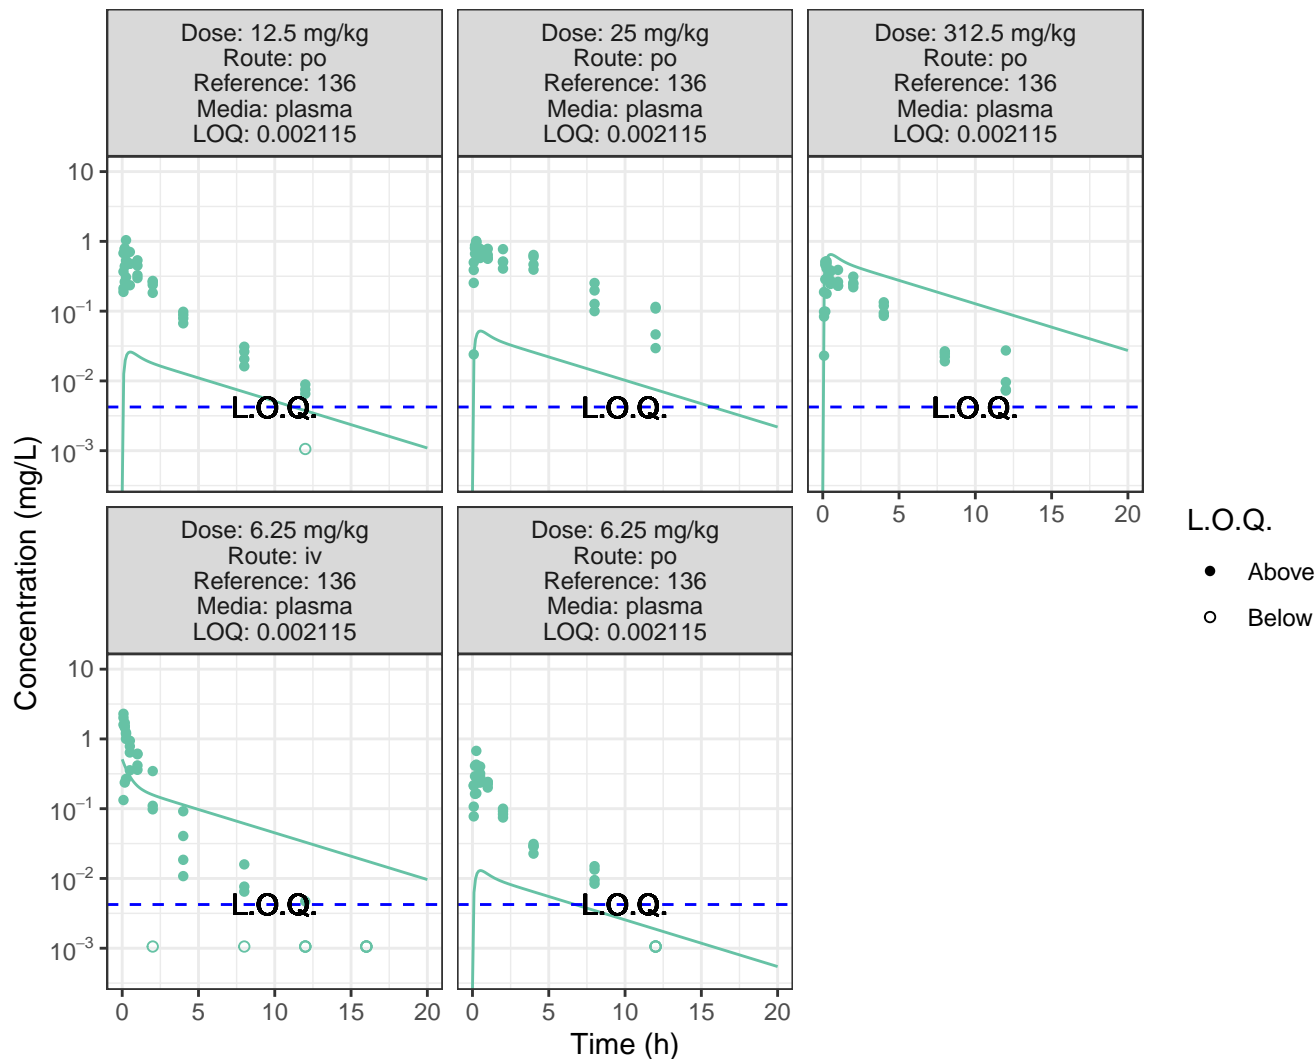 Dose: 12.5 mg/kg
Route: po
Reference: 136
Media: plasma
LOQ: 0.002115
Dose: 25 mg/kg
Route: po
Reference: 136
Media: plasma
LOQ: 0.002115
Dose: 312.5 mg/kg
Route: po
Reference: 136
Media: plasma
LOQ: 0.002115
10
1
10⁻¹
10⁻²
10⁻³
L.O.Q.
L.O.Q.
L.O.Q.
0 5 10 15 20
Dose: 6.25 mg/kg
Route: iv
Reference: 136
Media: plasma
LOQ: 0.002115
Dose: 6.25 mg/kg
Route: po
Reference: 136
Media: plasma
LOQ: 0.002115
10
1
10⁻¹
10⁻²
10⁻³
L.O.Q.
L.O.Q.
0 5 10 15 20
0 5 10 15 20
Time (h)
Concentration (mg/L)
L.O.Q.
Above
Below